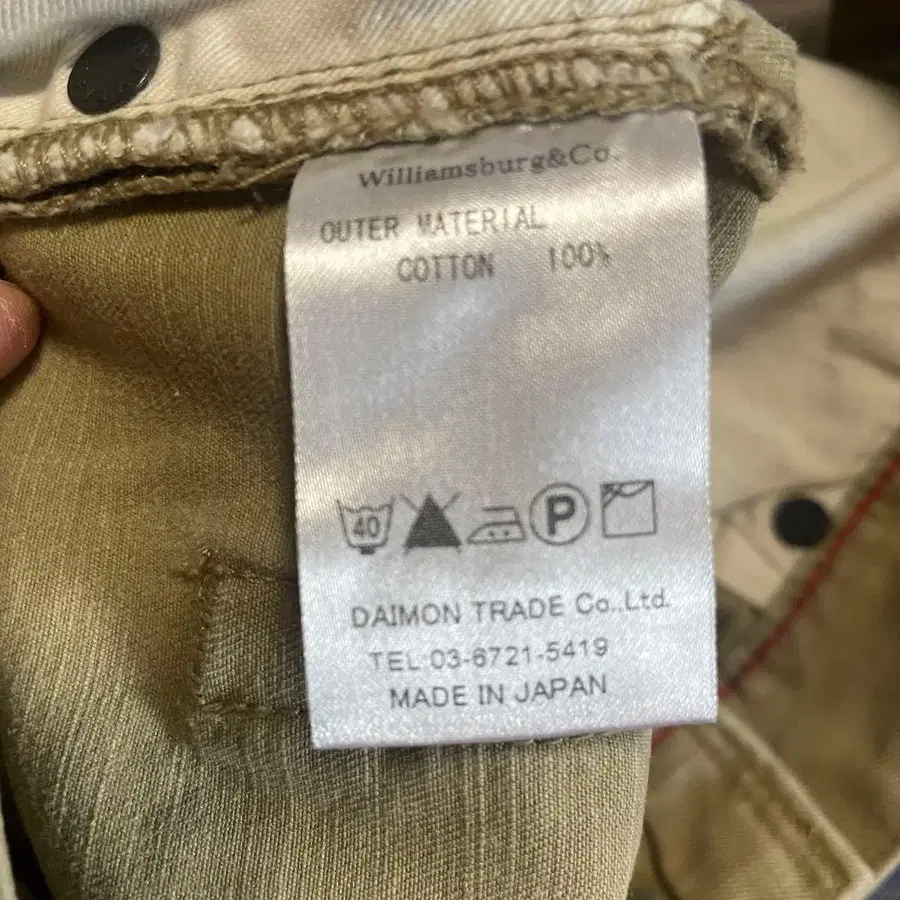 Williamsburg&Co.
OUTER MATERIAL
COTTON 100%
40 P
DAIMON TRADE Co.,Ltd.
TEL 03-6721-5419
MADE IN JAPAN